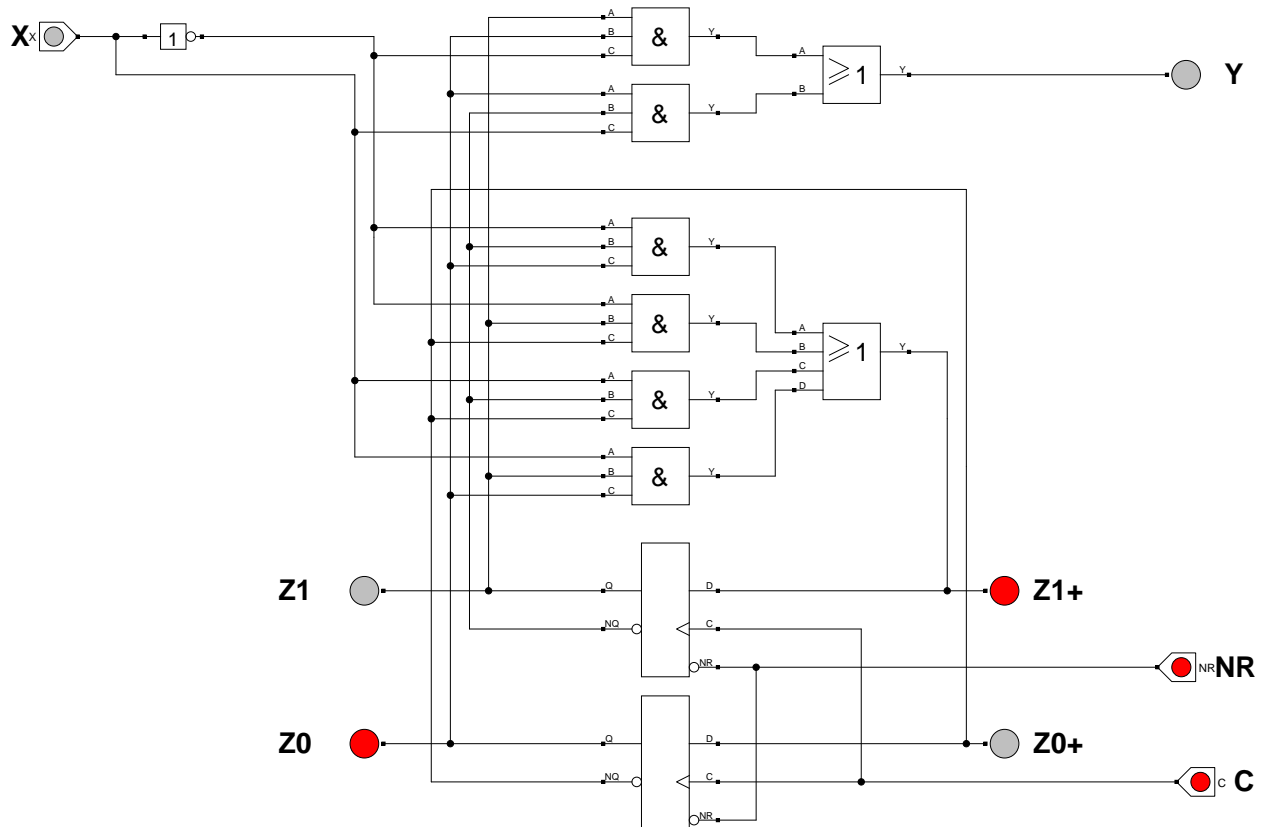 X X 1
A B C & Y
A B C & Y
A B ≥1 Y Y
A B C & Y
A B C & Y
A B C & Y
A B C & Y
A B C D ≥1 Y
Z1 Q D Z1+
NQ C
NR NR NR
Z0 Q D Z0+
NQ C C C
NR